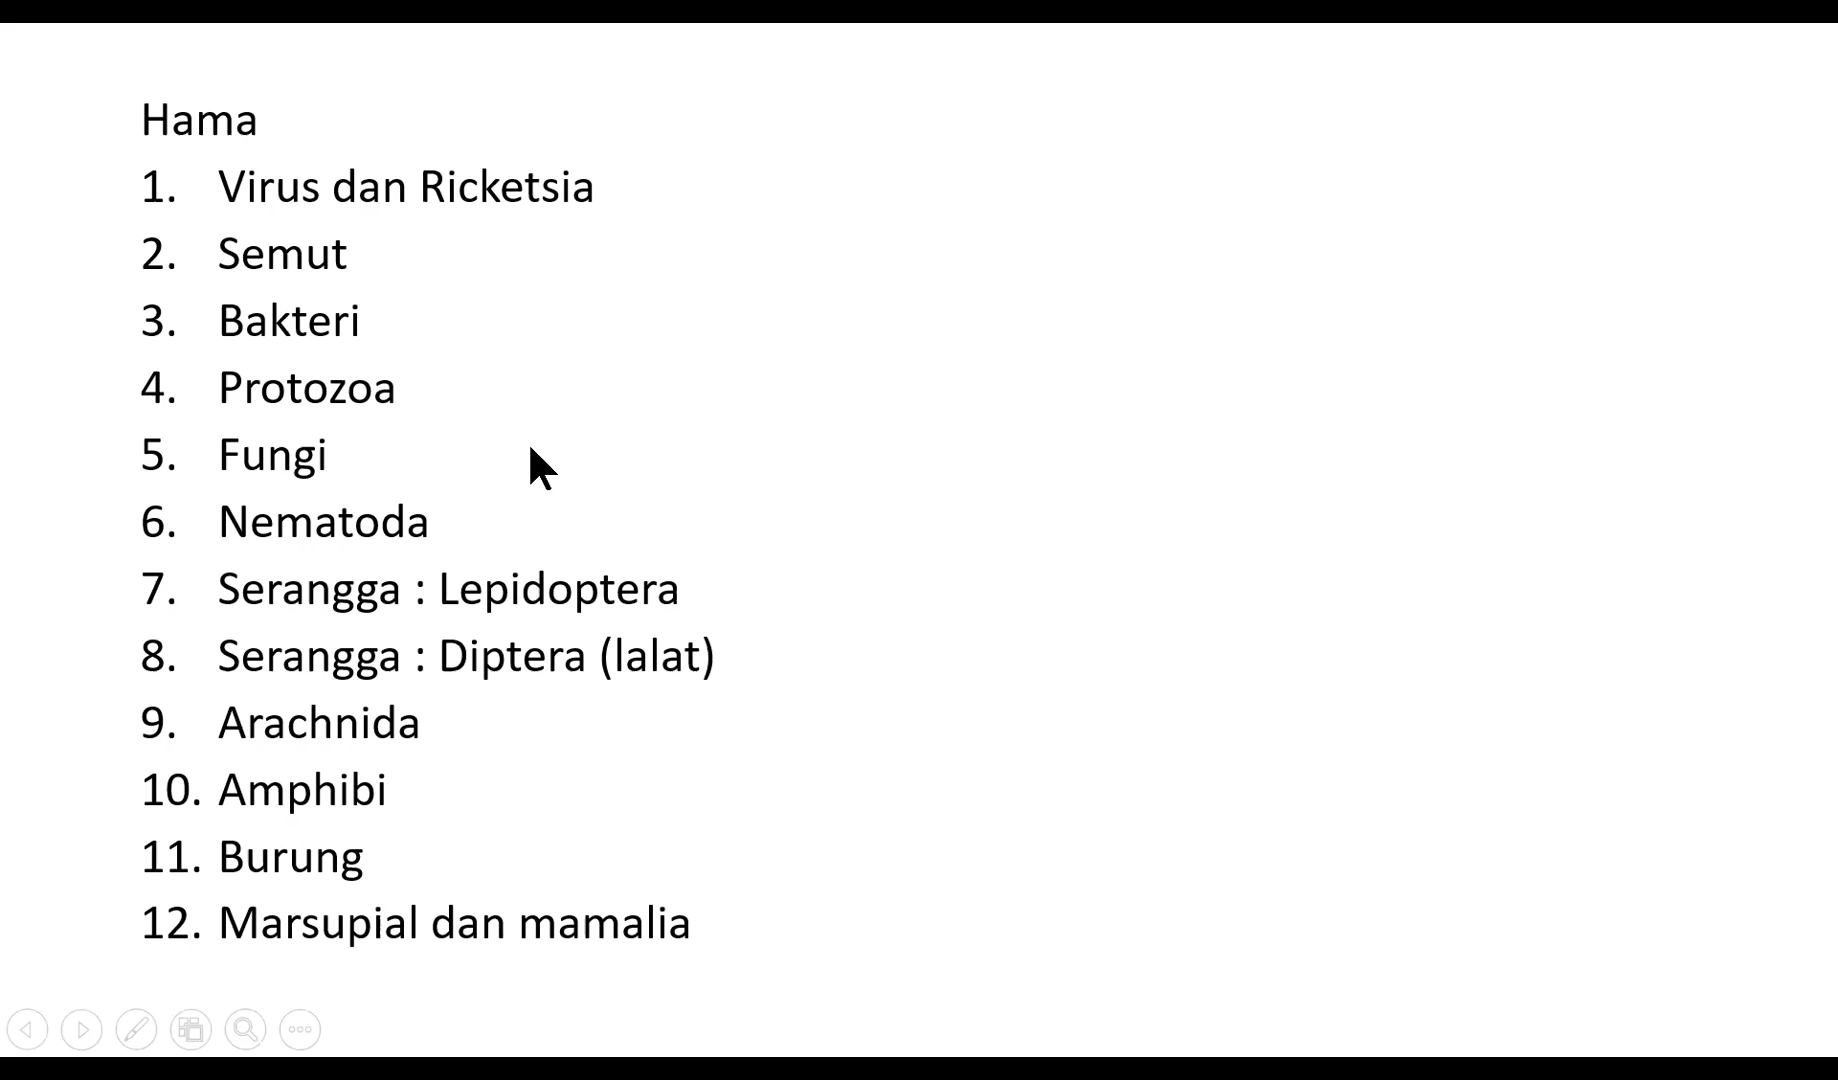 Hama
1. Virus dan Ricketsia
2. Semut
3. Bakteri
4. Protozoa
5. Fungi
6. Nematoda
7. Serangga : Lepidoptera
8. Serangga : Diptera (lalat)
9. Arachnida
10. Amphibi
11. Burung
12. Marsupial dan mamalia